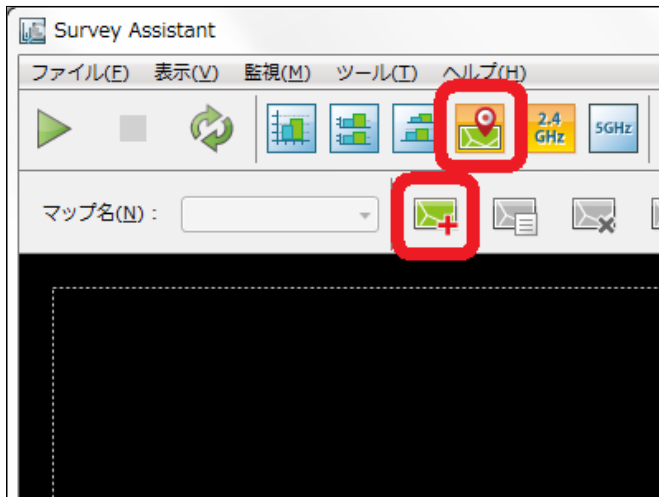 Survey Assistant
ファイル(F) 表示(V) 監視(M) ツール(T) ヘルプ(H)
2.4 GHz 5GHz
マップ名(N) :